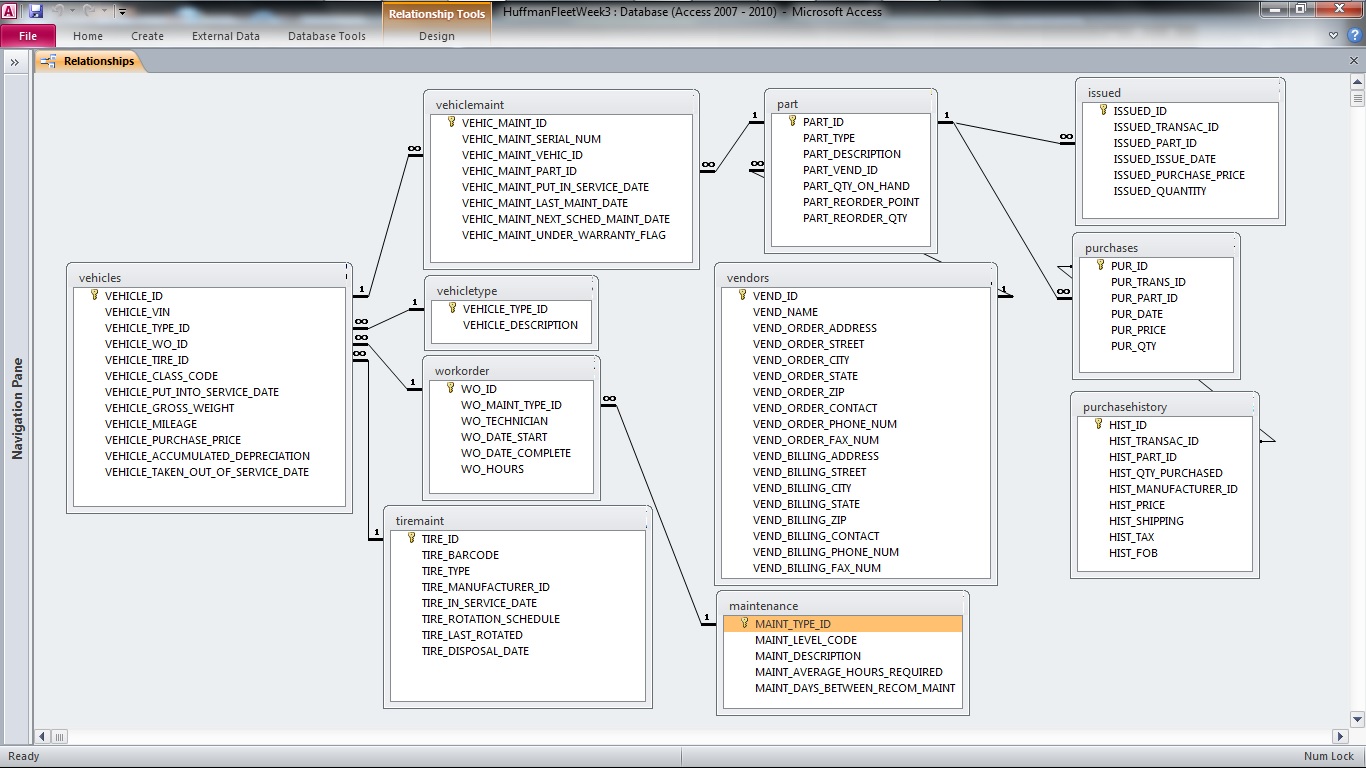 Relationship Tools
HuffmanFleetWeek3 : Database (Access 2007 - 2010) - Microsoft Access
File
Home
Create
External Data
Database Tools
Design
Relationships
Navigation Pane
vehicles
VEHICLE_ID
VEHICLE_VIN
VEHICLE_TYPE_ID
VEHICLE_WO_ID
VEHICLE_TIRE_ID
VEHICLE_CLASS_CODE
VEHICLE_PUT_INTO_SERVICE_DATE
VEHICLE_GROSS_WEIGHT
VEHICLE_MILEAGE
VEHICLE_PURCHASE_PRICE
VEHICLE_ACCUMULATED_DEPRECIATION
VEHICLE_TAKEN_OUT_OF_SERVICE_DATE
1
∞
∞
∞
vehiclemaint
VEHIC_MAINT_ID
VEHIC_MAINT_SERIAL_NUM
VEHIC_MAINT_VEHIC_ID
VEHIC_MAINT_PART_ID
VEHIC_MAINT_PUT_IN_SERVICE_DATE
VEHIC_MAINT_LAST_MAINT_DATE
VEHIC_MAINT_NEXT_SCHED_MAINT_DATE
VEHIC_MAINT_UNDER_WARRANTY_FLAG
∞
∞
vehicletype
VEHICLE_TYPE_ID
VEHICLE_DESCRIPTION
1
workorder
WO_ID
WO_MAINT_TYPE_ID
WO_TECHNICIAN
WO_DATE_START
WO_DATE_COMPLETE
WO_HOURS
1
∞
tiremaint
TIRE_ID
TIRE_BARCODE
TIRE_TYPE
TIRE_MANUFACTURER_ID
TIRE_IN_SERVICE_DATE
TIRE_ROTATION_SCHEDULE
TIRE_LAST_ROTATED
TIRE_DISPOSAL_DATE
1
part
PART_ID
PART_TYPE
PART_DESCRIPTION
PART_VEND_ID
PART_QTY_ON_HAND
PART_REORDER_POINT
PART_REORDER_QTY
1
∞
1
vendors
VEND_ID
VEND_NAME
VEND_ORDER_ADDRESS
VEND_ORDER_STREET
VEND_ORDER_CITY
VEND_ORDER_STATE
VEND_ORDER_ZIP
VEND_ORDER_CONTACT
VEND_ORDER_PHONE_NUM
VEND_ORDER_FAX_NUM
VEND_BILLING_ADDRESS
VEND_BILLING_STREET
VEND_BILLING_CITY
VEND_BILLING_STATE
VEND_BILLING_ZIP
VEND_BILLING_CONTACT
VEND_BILLING_PHONE_NUM
VEND_BILLING_FAX_NUM
1
maintenance
MAINT_TYPE_ID
MAINT_LEVEL_CODE
MAINT_DESCRIPTION
MAINT_AVERAGE_HOURS_REQUIRED
MAINT_DAYS_BETWEEN_RECOM_MAINT
1
issued
ISSUED_ID
ISSUED_TRANSAC_ID
ISSUED_PART_ID
ISSUED_ISSUE_DATE
ISSUED_PURCHASE_PRICE
ISSUED_QUANTITY
∞
purchases
PUR_ID
PUR_TRANS_ID
PUR_PART_ID
PUR_DATE
PUR_PRICE
PUR_QTY
∞
purchasehistory
HIST_ID
HIST_TRANSAC_ID
HIST_PART_ID
HIST_QTY_PURCHASED
HIST_MANUFACTURER_ID
HIST_PRICE
HIST_SHIPPING
HIST_TAX
HIST_FOB
Ready
Num Lock